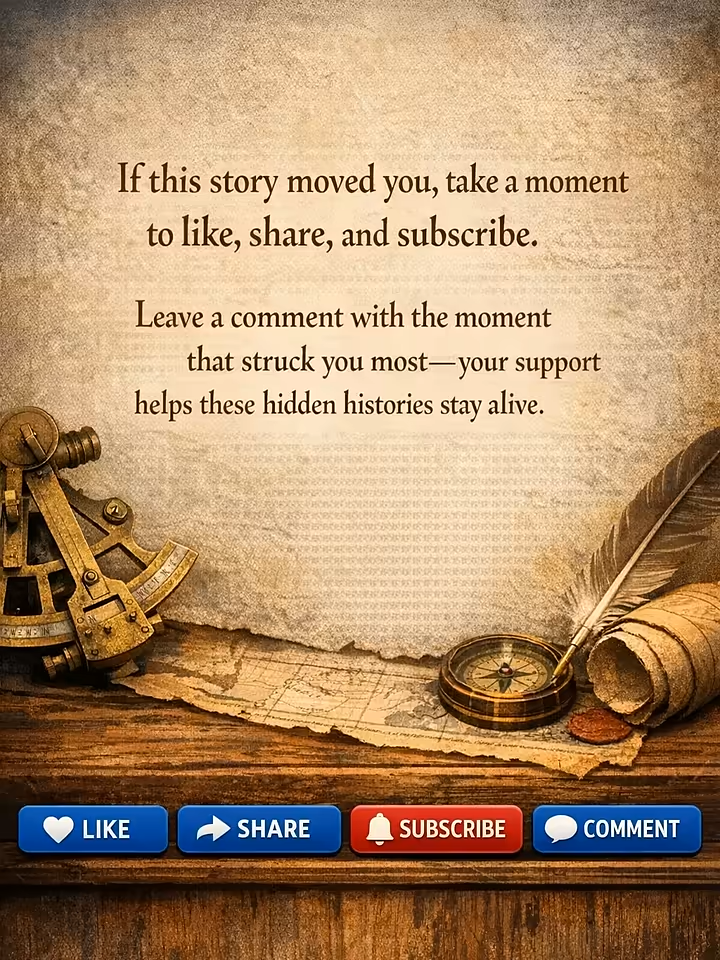 If this story moved you, take a moment
to like, share, and subscribe.
Leave a comment with the moment
that struck you most—your support
helps these hidden histories stay alive.
LIKE
SHARE
SUBSCRIBE
COMMENT